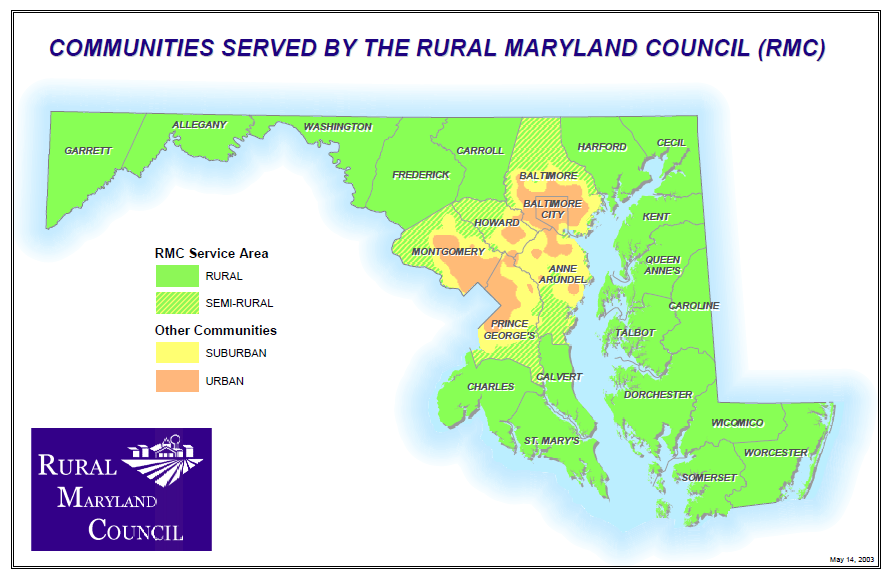 COMMUNITIES SERVED BY THE RURAL MARYLAND COUNCIL (RMC)
GARRETT
ALLEGANY
WASHINGTON
FREDERICK
CARROLL
BALTIMORE
HARFORD
CECIL
BALTIMORE
CITY
HOWARD
MONTGOMERY
KENT
QUEEN
ANNE'S
ANNE
ARUNDEL
CAROLINE
PRINCE
GEORGE'S
TALBOT
CHARLES
CALVERT
DORCHESTER
ST. MARY'S
WICOMICO
WORCESTER
SOMERSET
RMC Service Area
RURAL
SEMI-RURAL
Other Communities
SUBURBAN
URBAN
RURAL
MARYLAND
COUNCIL
May 14, 2003